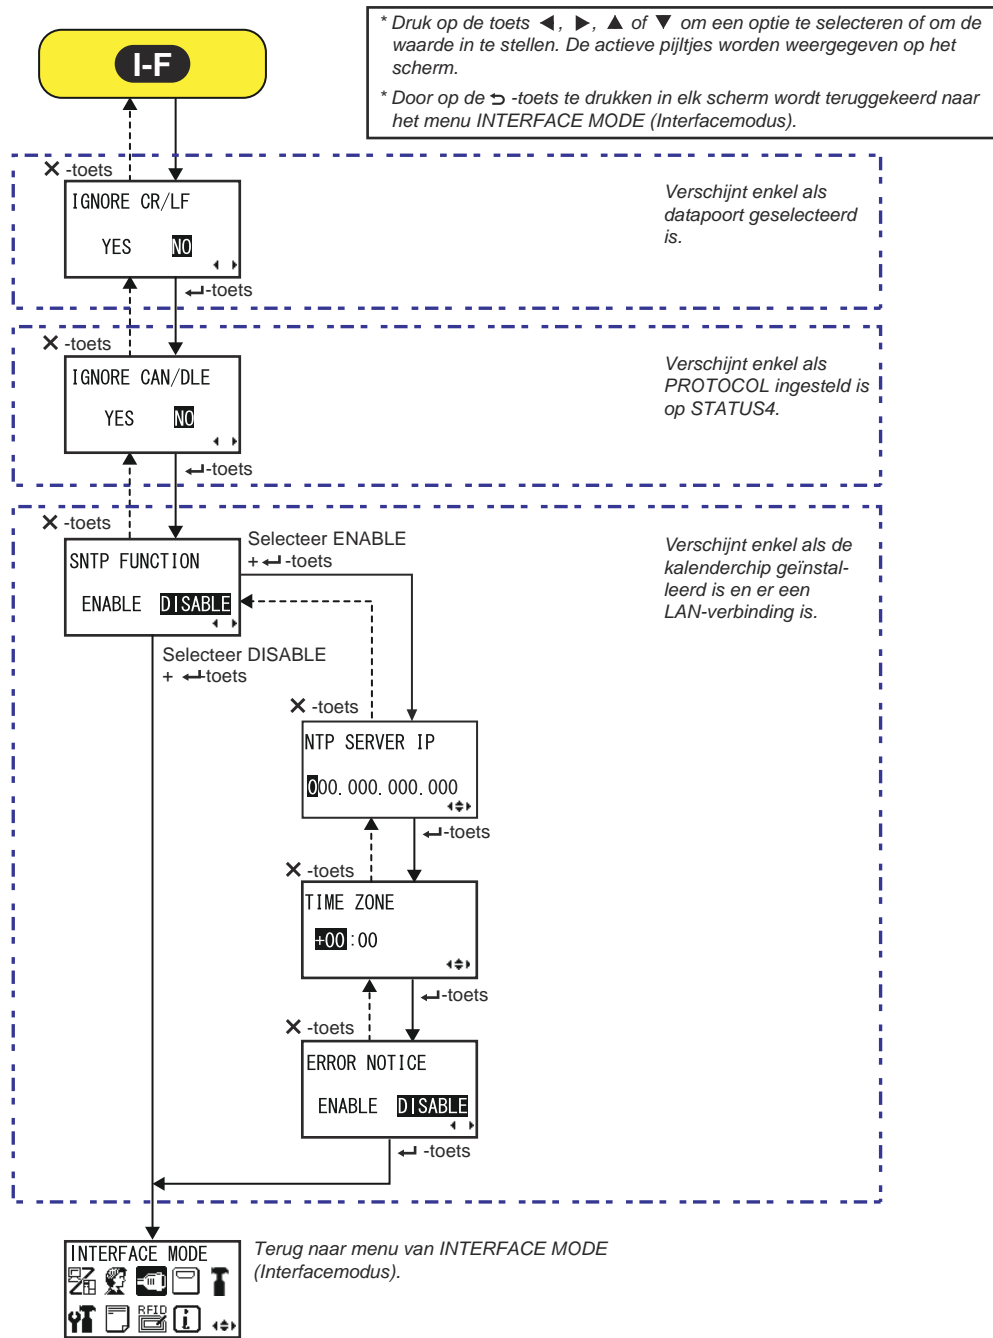 * Druk op de toets ◀, ▶, ▲ of ▼ om een optie te selecteren of om de
waarde in te stellen. De actieve pijltjes worden weergegeven op het
scherm.
* Door op de ⮌ -toets te drukken in elk scherm wordt teruggekeerd naar
het menu INTERFACE MODE (Interfacemodus).
I-F
✕ -toets
IGNORE CR/LF
YES NO
↵-toets
Verschijnt enkel als
datapoort geselecteerd
is.
✕ -toets
IGNORE CAN/DLE
YES NO
↵-toets
Verschijnt enkel als
PROTOCOL ingesteld is
op STATUS4.
✕ -toets
SNTP FUNCTION
ENABLE DISABLE
Selecteer ENABLE
+ ↵ -toets
Verschijnt enkel als de
kalenderchip geïnstal-
leerd is en er een
LAN-verbinding is.
Selecteer DISABLE
+ ↵-toets
✕ -toets
NTP SERVER IP
000.000.000.000
↵-toets
✕ -toets
TIME ZONE
+00:00
↵-toets
✕ -toets
ERROR NOTICE
ENABLE DISABLE
↵ -toets
INTERFACE MODE
RFID
i
Terug naar menu van INTERFACE MODE
(Interfacemodus).